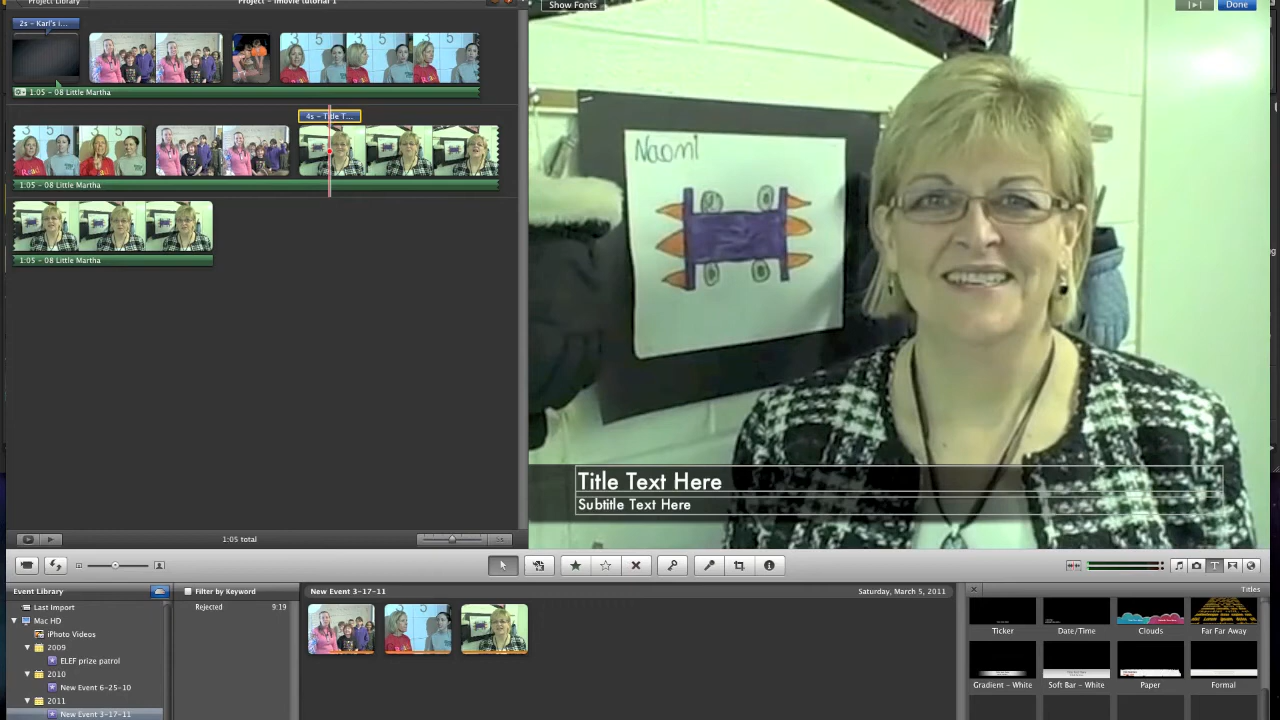 Project Library
Project - imovie tutorial 1
Show Fonts
Done
2s - Karl's i...
1:05 - 08 Little Martha
4s - Title T...
1:05 - 08 Little Martha
1:05 - 08 Little Martha
Naomi
Title Text Here
Subtitle Text Here
1:05 total
5s
Event Library
Filter by Keyword
New Event 3-17-11
Saturday, March 5, 2011
Titles
Last Import
Rejected
9:19
Mac HD
iPhoto Videos
2009
ELEF prize patrol
2010
New Event 6-25-10
2011
New Event 3-17-11
Ticker
Date/Time
Clouds
Far Far Away
Gradient - White
Soft Bar - White
Paper
Formal